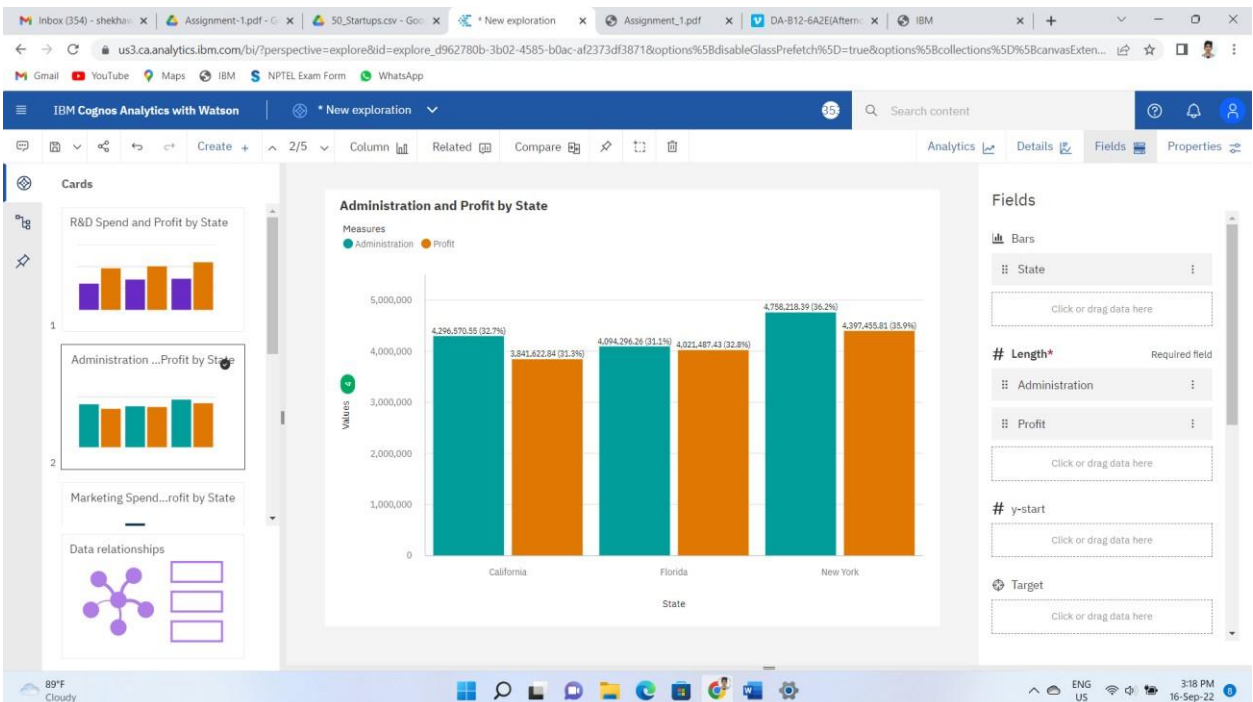 Inbox (354) - shekhav
Assignment-1.pdf - G
50_Startups.csv - Goo
* New exploration
Assignment_1.pdf
DA-B12-6A2E(Afterno
IBM
us3.ca.analytics.ibm.com/bi/?perspective=explore&id=explore_d962780b-3b02-4585-b0ac-af2373df3871&options%5BdisableGlassPrefetch%5D=true&options%5Bcollections%5D%5BcanvasExten...
Gmail YouTube Maps IBM NPTEL Exam Form WhatsApp
IBM Cognos Analytics with Watson * New exploration Search content
Create + 2/5 Column Related Compare Analytics Details Fields Properties
Cards
R&D Spend and Profit by State
1
Administration ...Profit by State
2
Marketing Spend...rofit by State
Data relationships
Administration and Profit by State
Measures
Administration Profit
5,000,000
4,000,000
3,000,000
2,000,000
1,000,000
0
Values
4,296,570.55 (32.7%)
3,841,622.84 (31.3%)
4,094,296.26 (31.1%)
4,021,487.43 (32.8%)
4,758,218.39 (36.2%)
4,397,455.81 (35.9%)
California Florida New York
State
Fields
Bars
State
Click or drag data here
# Length* Required field
Administration
Profit
Click or drag data here
# y-start
Click or drag data here
Target
Click or drag data here
89°F
Cloudy
ENG
US
3:18 PM
16-Sep-22
8